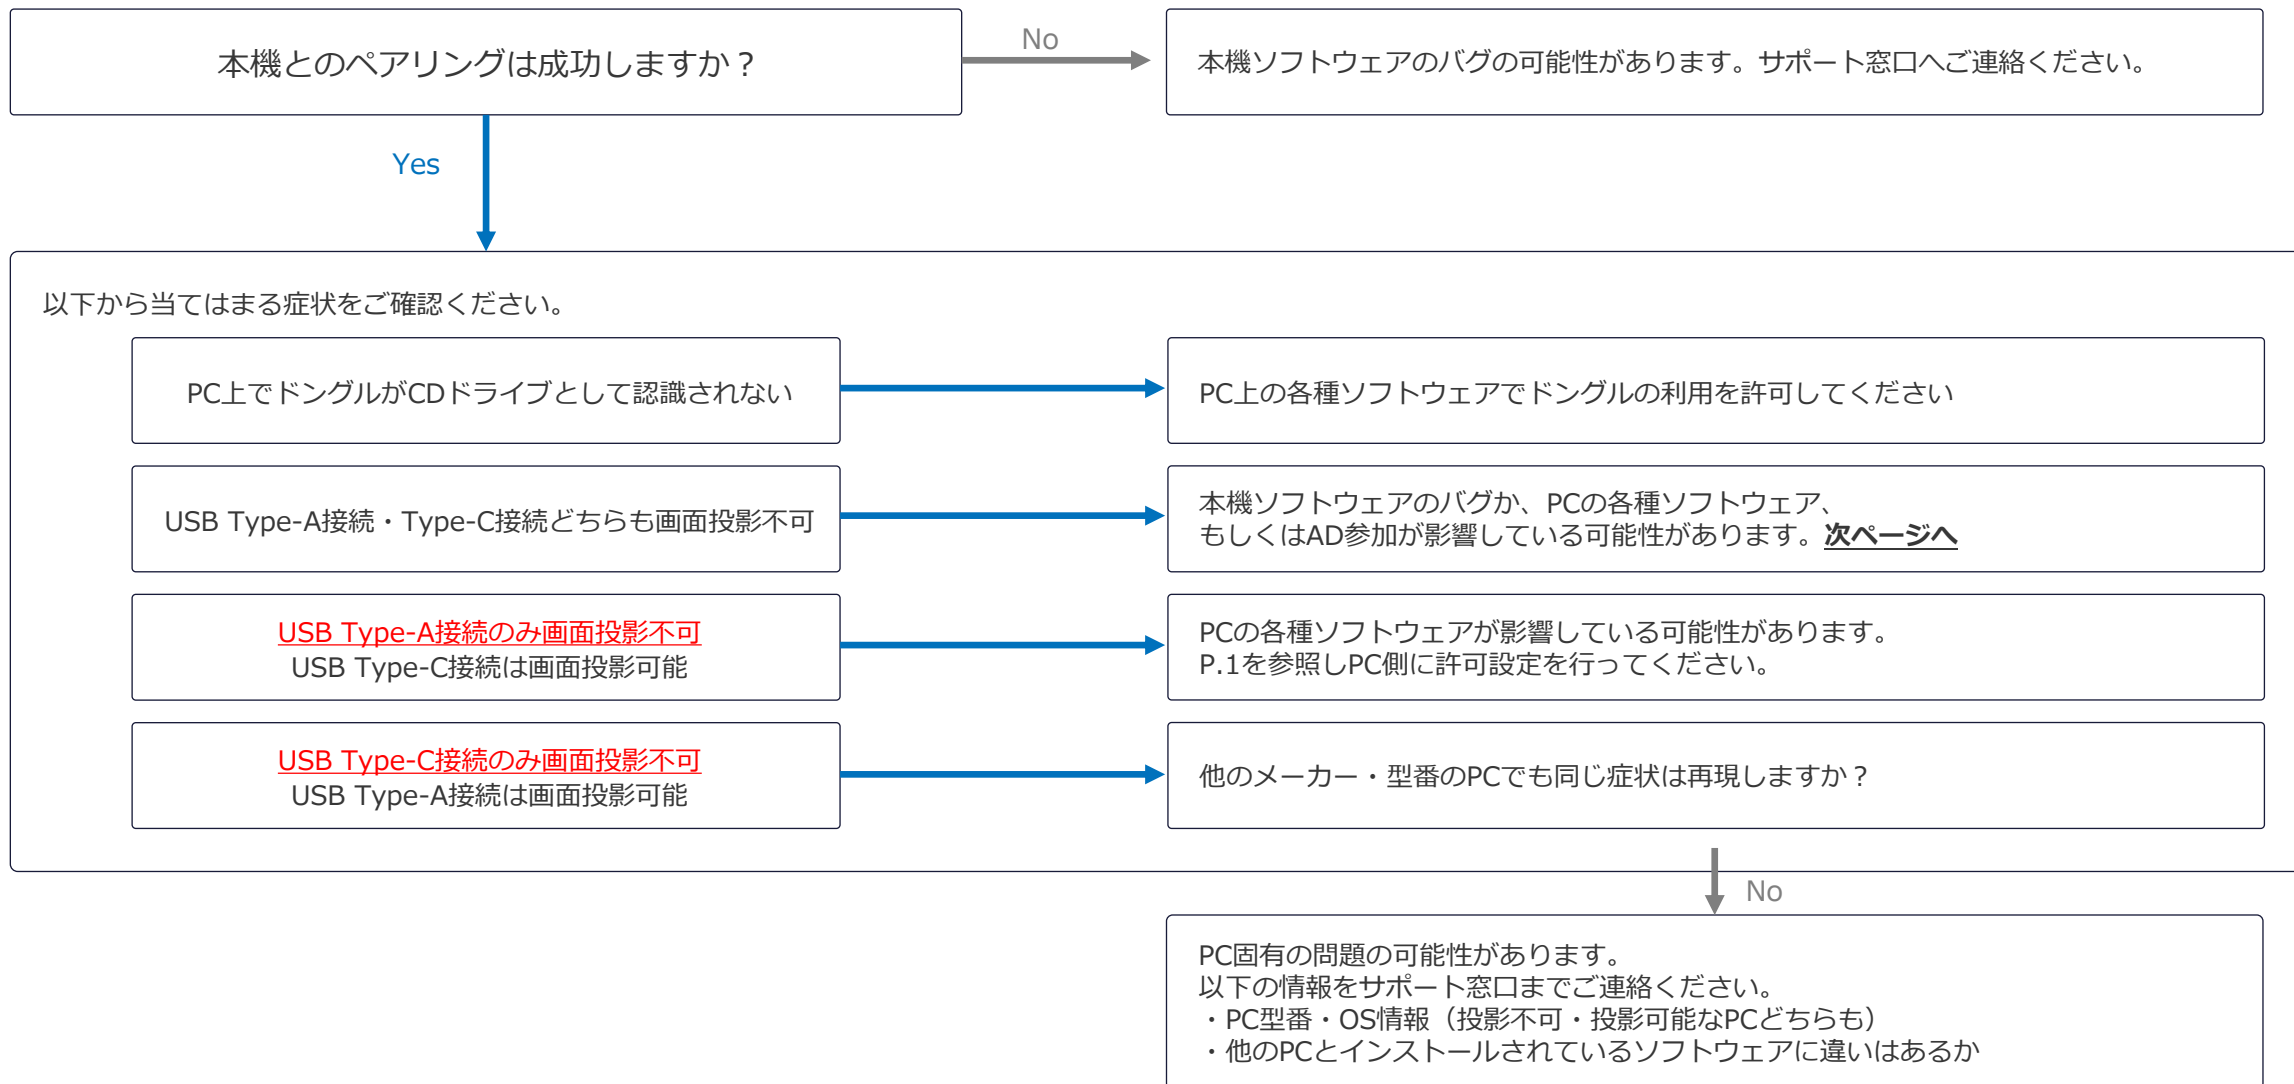 本機とのペアリングは成功しますか？
No
本機ソフトウェアのバグの可能性があります。サポート窓口へご連絡ください。
Yes
以下から当てはまる症状をご確認ください。
PC上でドングルがCDドライブとして認識されない
PC上の各種ソフトウェアでドングルの利用を許可してください
USB Type-A接続・Type-C接続どちらも画面投影不可
本機ソフトウェアのバグか、PCの各種ソフトウェア、
もしくはAD参加が影響している可能性があります。次ページへ
USB Type-A接続のみ画面投影不可
USB Type-C接続は画面投影可能
PCの各種ソフトウェアが影響している可能性があります。
P.1を参照しPC側に許可設定を行ってください。
USB Type-C接続のみ画面投影不可
USB Type-A接続は画面投影可能
他のメーカー・型番のPCでも同じ症状は再現しますか？
No
PC固有の問題の可能性があります。
以下の情報をサポート窓口までご連絡ください。
・PC型番・OS情報（投影不可・投影可能なPCどちらも）
・他のPCとインストールされているソフトウェアに違いはあるか